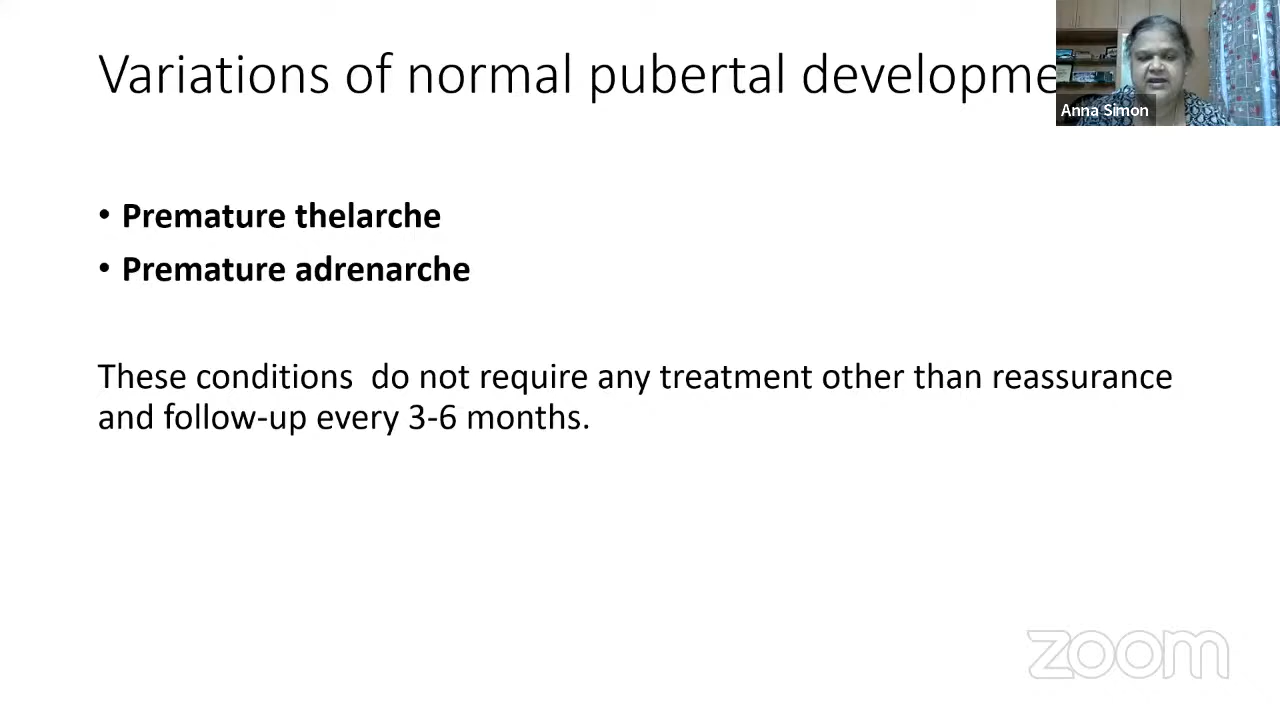 Variations of normal pubertal developme
Anna Simon
• Premature thelarche
• Premature adrenarche
These conditions  do not require any treatment other than reassurance
and follow-up every 3-6 months.
zoom